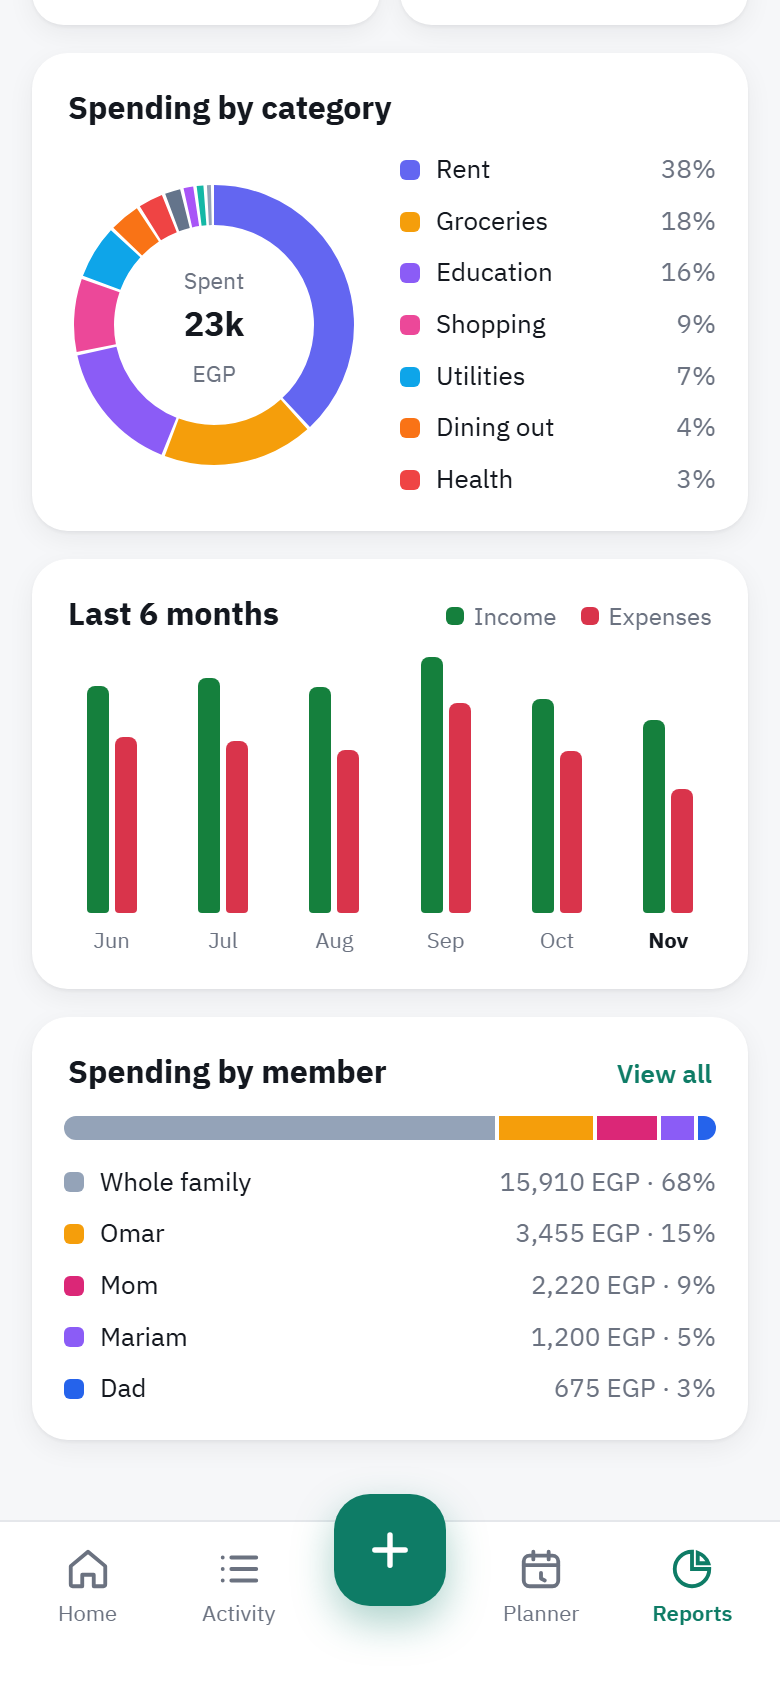 Spending by category
Spent
23k
EGP
Rent 38%
Groceries 18%
Education 16%
Shopping 9%
Utilities 7%
Dining out 4%
Health 3%
Last 6 months
Income Expenses
Jun Jul Aug Sep Oct Nov
Spending by member View all
Whole family 15,910 EGP · 68%
Omar 3,455 EGP · 15%
Mom 2,220 EGP · 9%
Mariam 1,200 EGP · 5%
Dad 675 EGP · 3%
Home Activity Planner Reports